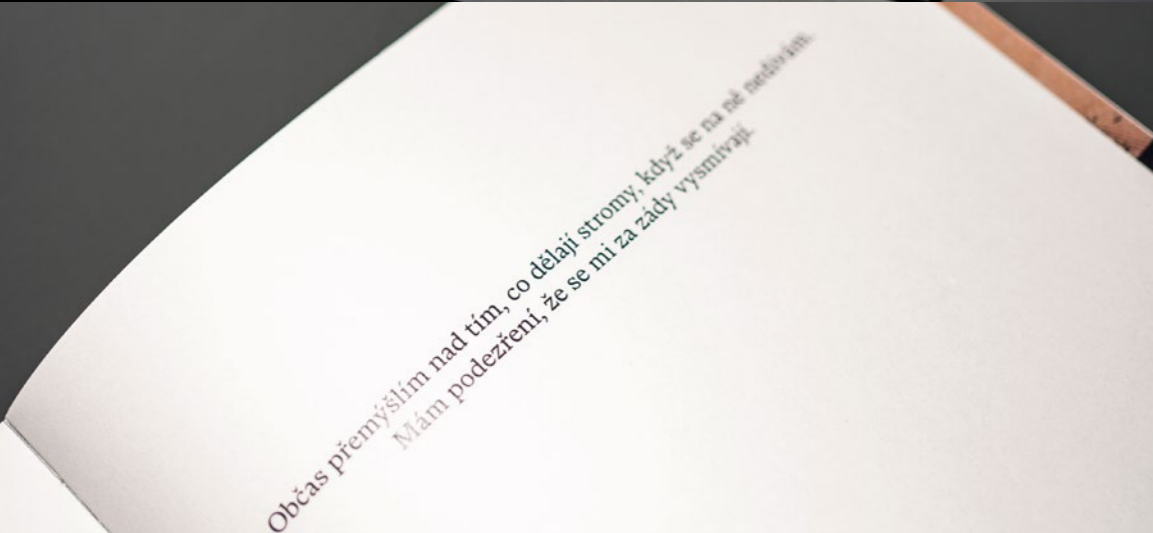 Občas přemýšlím nad tím, co dělají stromy, když se na ně nedívám.
Mám podezření, že se mi za zády vysmívají.